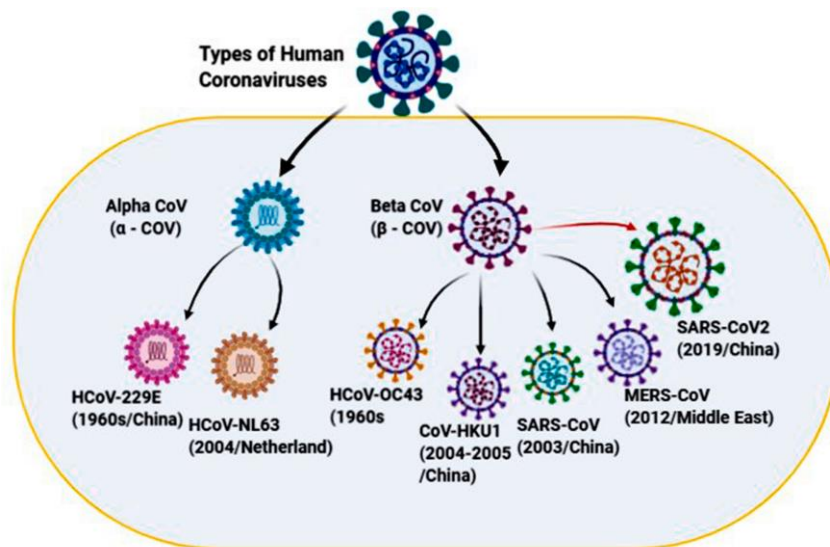 Types of Human
Coronaviruses
Alpha CoV
(α - COV)
Beta CoV
(β - COV)
HCoV-229E
(1960s/China)
HCoV-NL63
(2004/Netherland)
HCoV-OC43
(1960s
CoV-HKU1
(2004-2005
/China)
SARS-CoV
(2003/China)
MERS-CoV
(2012/Middle East)
SARS-CoV2
(2019/China)